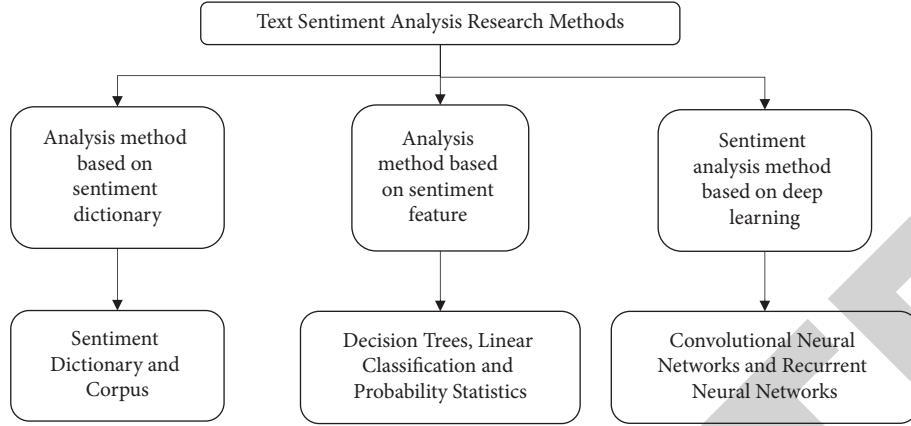 Text Sentiment Analysis Research Methods
Analysis method
based on
sentiment
dictionary
Analysis
method based
on sentiment
feature
Sentiment
analysis method
based on deep
learning
Sentiment
Dictionary and
Corpus
Decision Trees, Linear
Classification and
Probability Statistics
Convolutional Neural
Networks and Recurrent
Neural Networks